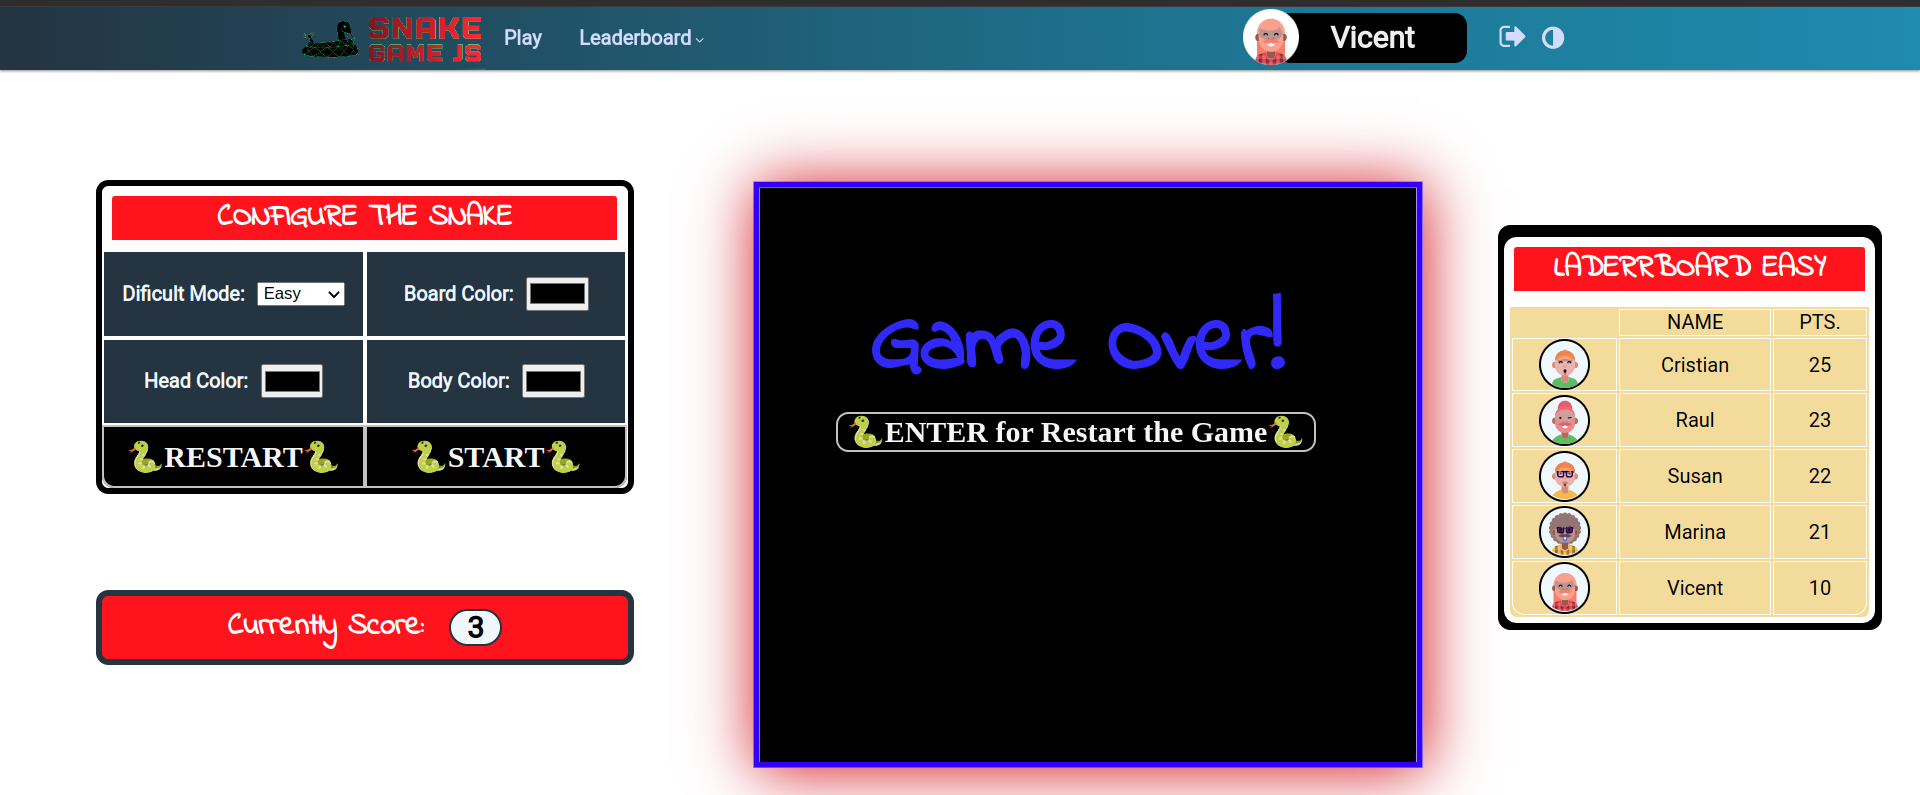 SNAKE
GAME JS
Play
Leaderboard
Vicent
CONFIGURE THE SNAKE
Dificult Mode: Easy
Board Color:
Head Color:
Body Color:
RESTART
START
Currently Score: 3
Game Over!
ENTER for Restart the Game
LADERRBOARD EASY
NAME PTS.
Cristian 25
Raul 23
Susan 22
Marina 21
Vicent 10